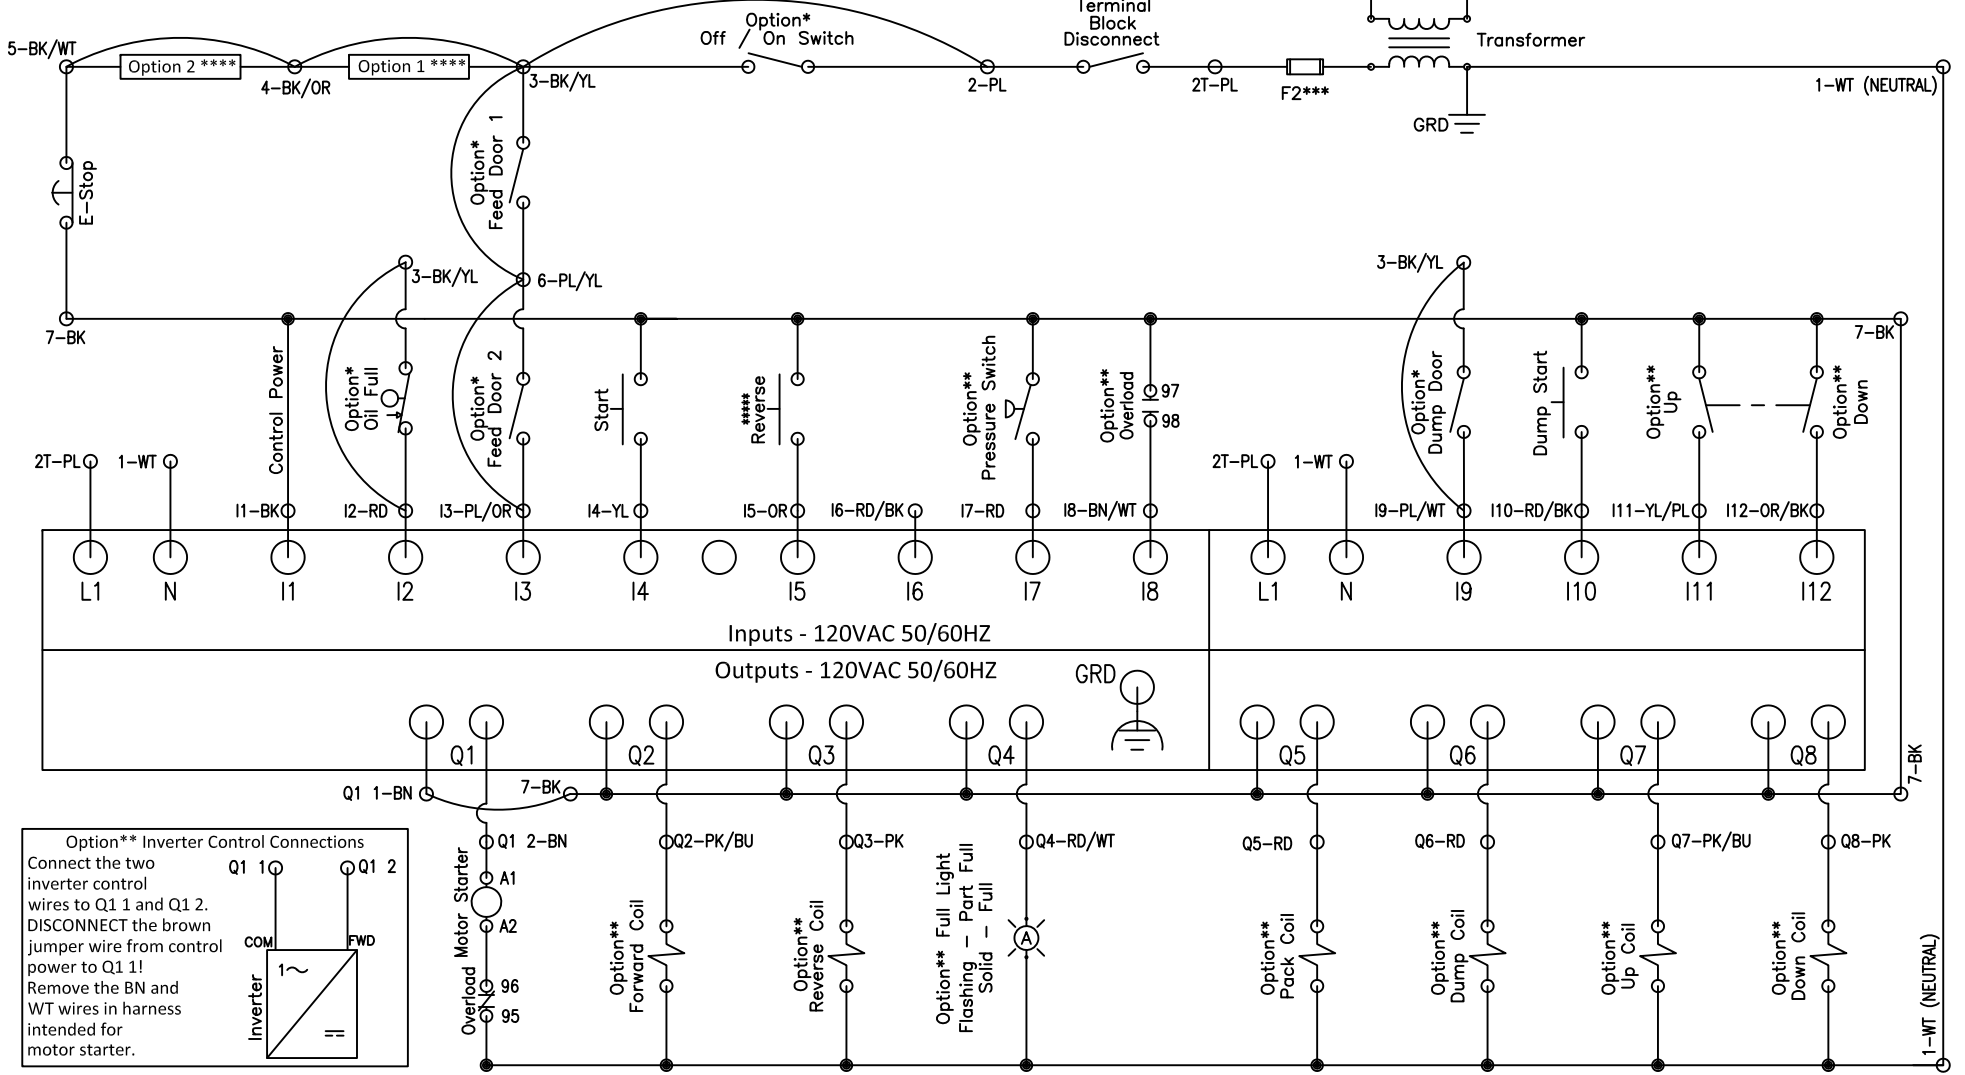 Option*
Off
On Switch
Terminal
Block
Disconnect
Transformer
5-BK/WT
Option 2 ****
4-BK/OR
Option 1 ****
3-BK/YL
2-PL
2T-PL
F2***
GRD
1-WT (NEUTRAL)
E-Stop
Option*
Feed Door 1
3-BK/YL
6-PL/YL
3-BK/YL
7-BK
7-BK
Control Power
Option*
Oil Full
Option*
Feed Door 2
Start
*****
Reverse
Option**
Pressure Switch
Option**
Overload
97
98
Option*
Dump Door
Dump Start
Option**
Up
Option**
Down
2T-PL
1-WT
I1-BK
I2-RD
I3-PL/OR
I4-YL
I5-OR
I6-RD/BK
I7-RD
I8-BN/WT
2T-PL
1-WT
I9-PL/WT
I10-RD/BK
I11-YL/PL
I12-OR/BK
L1
N
I1
I2
I3
I4
I5
I6
I7
I8
L1
N
I9
I10
I11
I12
Inputs - 120VAC 50/60HZ
Outputs - 120VAC 50/60HZ
GRD
Q1
Q2
Q3
Q4
Q5
Q6
Q7
Q8
Q1 1-BN
7-BK
7-BK
Q1 2-BN
Q2-PK/BU
Q3-PK
Q4-RD/WT
Q5-RD
Q6-RD
Q7-PK/BU
Q8-PK
A1
A2
Motor Starter
Overload
96
95
Option**
Forward Coil
Option**
Reverse Coil
Option** Full Light
Flashing - Part Full
Solid - Full
A
Option**
Pack Coil
Option**
Dump Coil
Option**
Up Coil
Option**
Down Coil
1-WT (NEUTRAL)
Option** Inverter Control Connections
Connect the two
inverter control
wires to Q1 1 and Q1 2.
DISCONNECT the brown
jumper wire from control
power to Q1 1!
Remove the BN and
WT wires in harness
intended for
motor starter.
Q1 1
Q1 2
COM
FWD
1~
Inverter